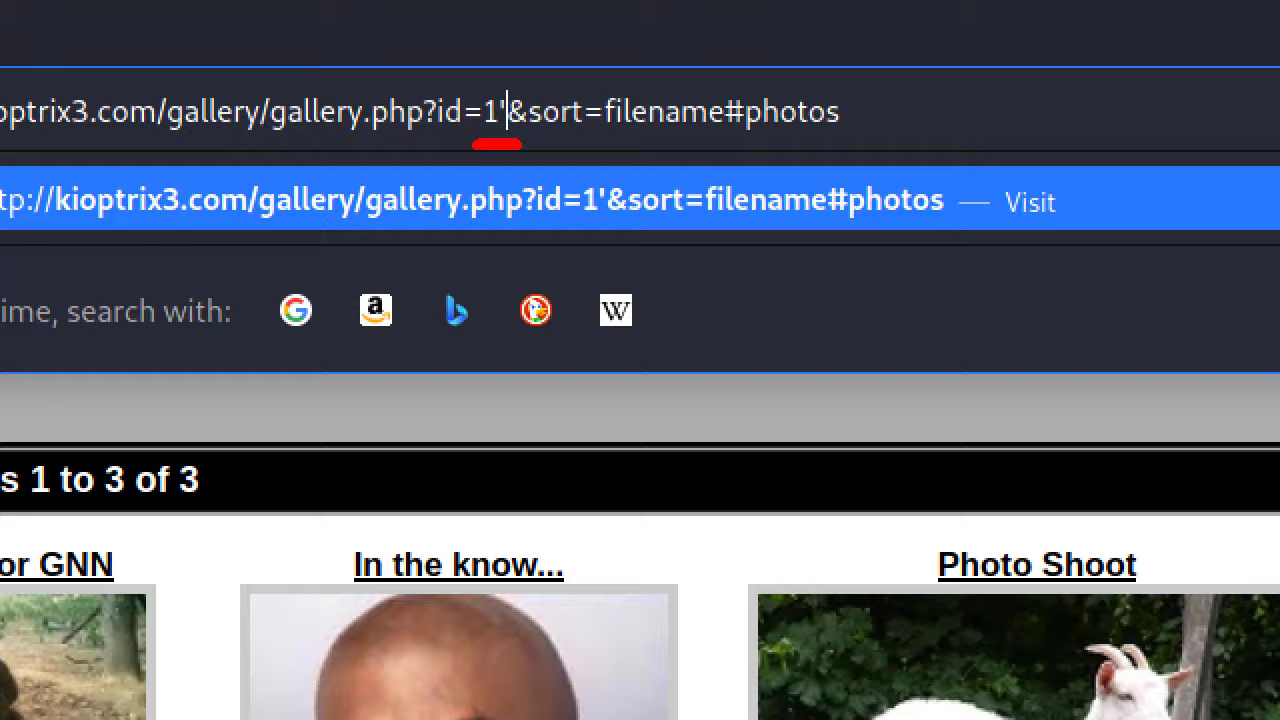 optrix3.com/gallery/gallery.php?id=1'&sort=filename#photos
tp://kioptrix3.com/gallery/gallery.php?id=1'&sort=filename#photos — Visit
ime, search with:
G a b W
s 1 to 3 of 3
or GNN In the know... Photo Shoot